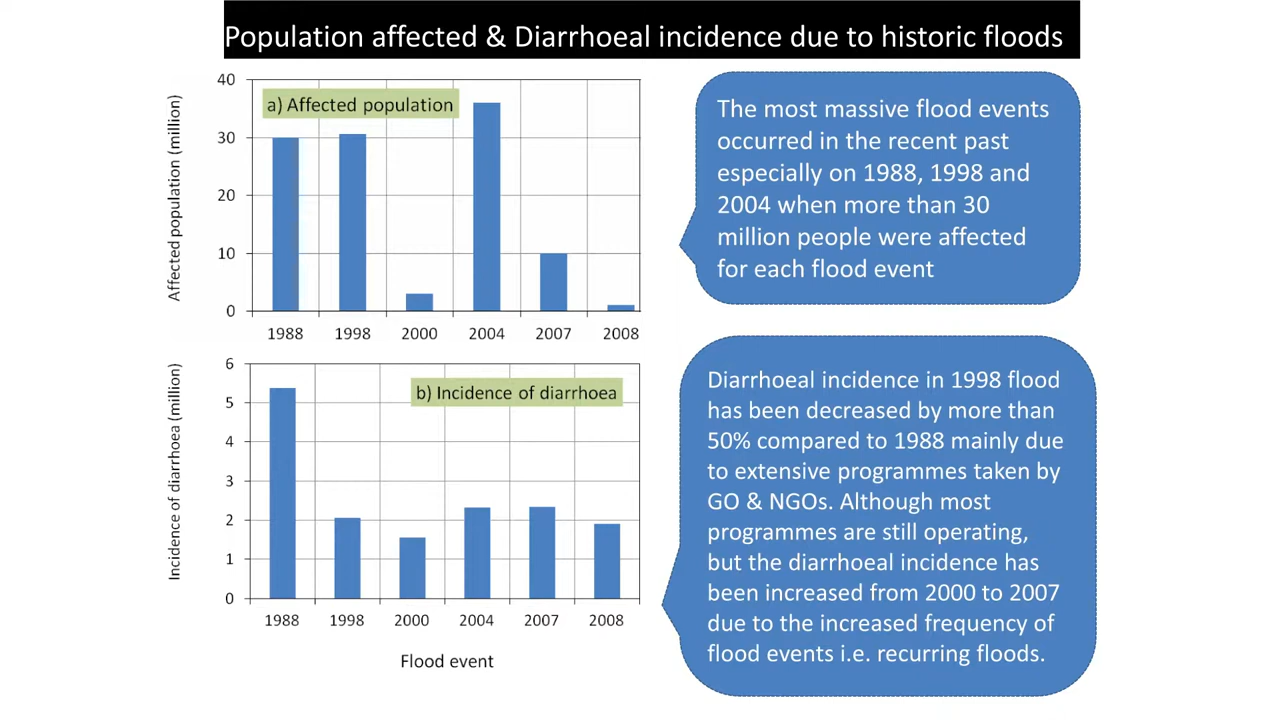 Population affected & Diarrhoeal incidence due to historic floods
a) Affected population
Affected population (million)
40
30
20
10
0
1988 1998 2000 2004 2007 2008
The most massive flood events
occurred in the recent past
especially on 1988, 1998 and
2004 when more than 30
million people were affected
for each flood event
b) Incidence of diarrhoea
Incidence of diarrhoea (million)
6
5
4
3
2
1
0
1988 1998 2000 2004 2007 2008
Flood event
Diarrhoeal incidence in 1998 flood
has been decreased by more than
50% compared to 1988 mainly due
to extensive programmes taken by
GO & NGOs. Although most
programmes are still operating,
but the diarrhoeal incidence has
been increased from 2000 to 2007
due to the increased frequency of
flood events i.e. recurring floods.